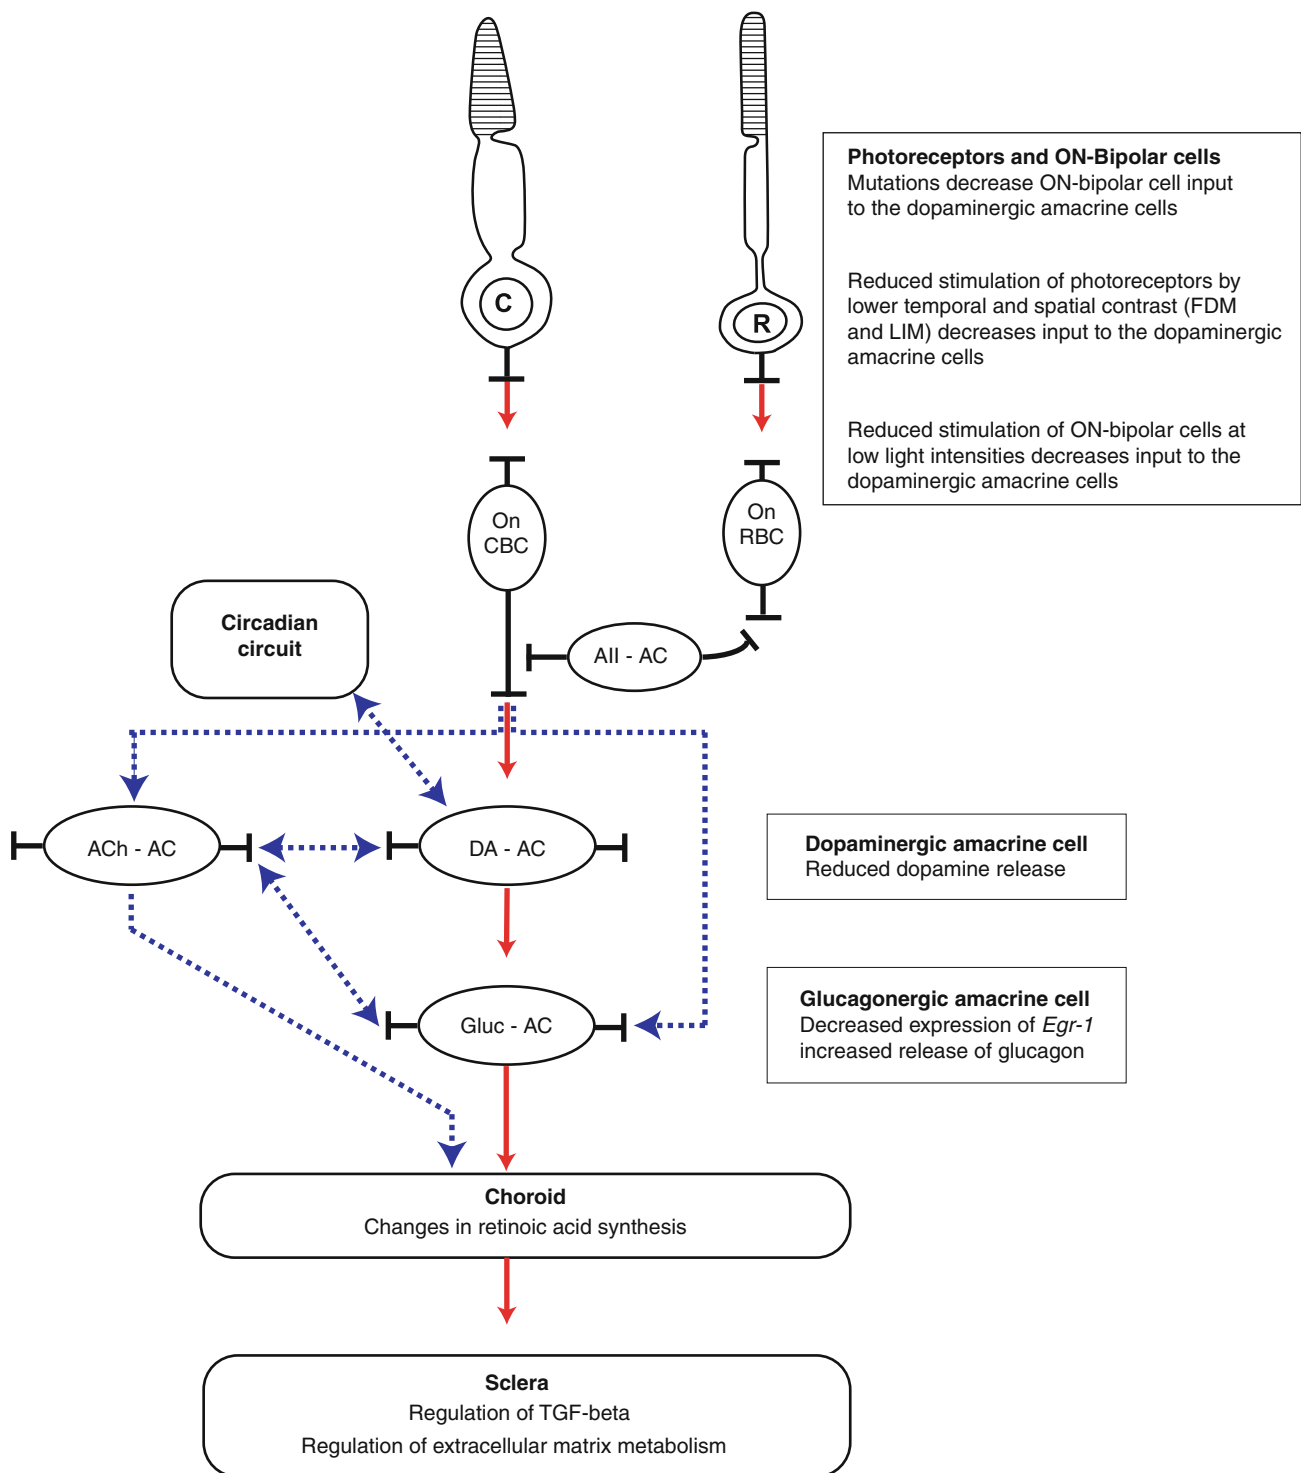 Photoreceptors and ON-Bipolar cells
Mutations decrease ON-bipolar cell input
to the dopaminergic amacrine cells
Reduced stimulation of photoreceptors by
lower temporal and spatial contrast (FDM
and LIM) decreases input to the dopaminergic
amacrine cells
Reduced stimulation of ON-bipolar cells at
low light intensities decreases input to the
dopaminergic amacrine cells
C
R
On
CBC
On
RBC
Circadian
circuit
AII - AC
ACh - AC
DA - AC
Dopaminergic amacrine cell
Reduced dopamine release
Gluc - AC
Glucagonergic amacrine cell
Decreased expression of Egr-1
increased release of glucagon
Choroid
Changes in retinoic acid synthesis
Sclera
Regulation of TGF-beta
Regulation of extracellular matrix metabolism